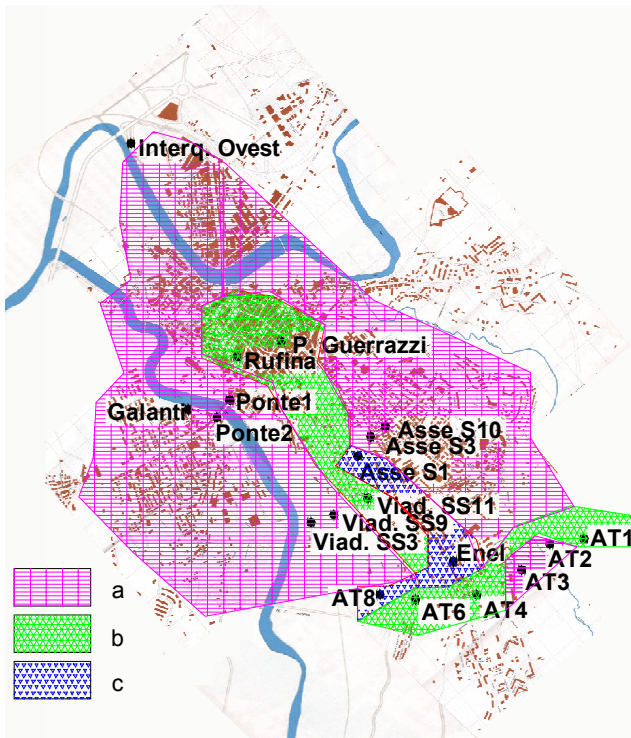 Interq. Ovest
P. Guerrazzi
Rufina
Ponte1
Galanti
Ponte2
Asse S10
Asse S3
Asse S1
Viad. SS11
Viad. SS9
Viad. SS3
AT1
AT2
Enel
AT3
AT8
AT6
AT4
a
b
c